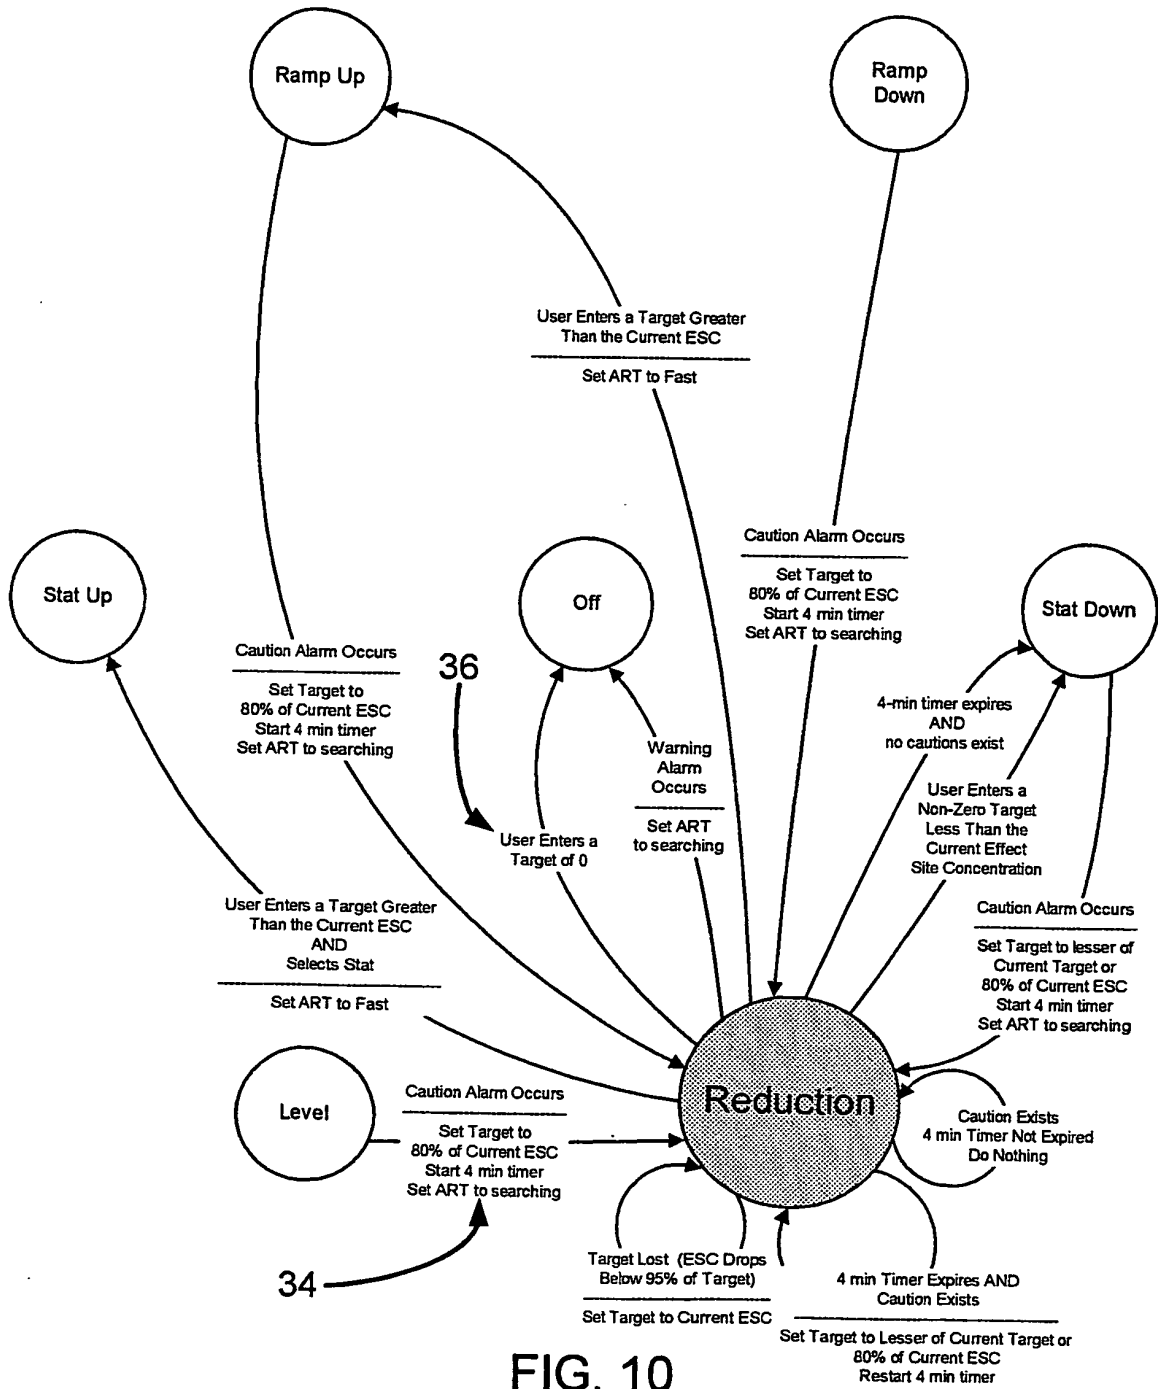 Ramp Up
Ramp
Down
User Enters a Target Greater
Than the Current ESC
Set ART to Fast
Caution Alarm Occurs
Set Target to
80% of Current ESC
Start 4 min timer
Set ART to searching
Stat Up
Off
Stat Down
Caution Alarm Occurs
Set Target to
80% of Current ESC
Start 4 min timer
Set ART to searching
36
User Enters a
Target of 0
Warning
Alarm
Occurs
Set ART
to searching
4-min timer expires
AND
no cautions exist
User Enters a
Non-Zero Target
Less Than the
Current Effect
Site Concentration
Caution Alarm Occurs
Set Target to lesser of
Current Target or
80% of Current ESC
Start 4 min timer
Set ART to searching
User Enters a Target Greater
Than the Current ESC
AND
Selects Stat
Set ART to Fast
Level
Caution Alarm Occurs
Set Target to
80% of Current ESC
Start 4 min timer
Set ART to searching
34
Reduction
Caution Exists
4 min Timer Not Expired
Do Nothing
Target Lost (ESC Drops
Below 95% of Target)
Set Target to Current ESC
4 min Timer Expires AND
Caution Exists
Set Target to Lesser of Current Target or
80% of Current ESC
Restart 4 min timer
FIG. 10